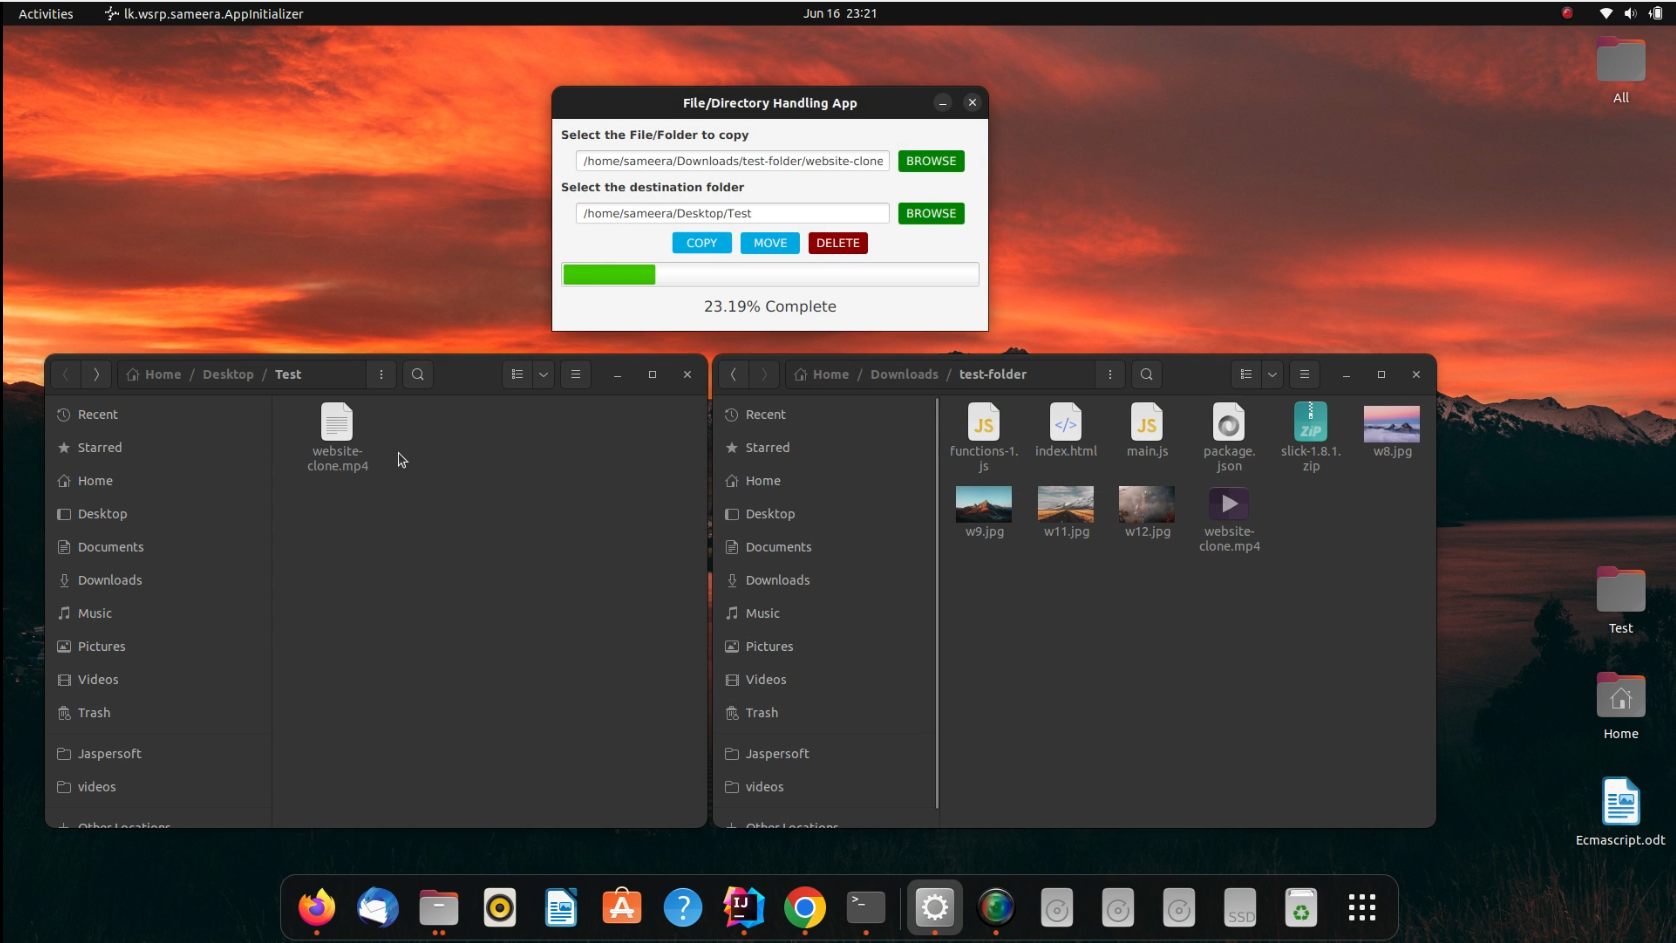 Activities
lk.wsrp.sameera.AppInitializer
Jun 16 23:21
All
File/Directory Handling App
Select the File/Folder to copy
/home/sameera/Downloads/test-folder/website-clone
BROWSE
Select the destination folder
/home/sameera/Desktop/Test
BROWSE
COPY
MOVE
DELETE
23.19% Complete
Home / Desktop / Test
Recent
Starred
Home
Desktop
Documents
Downloads
Music
Pictures
Videos
Trash
Jaspersoft
videos
Other Locations
website-
clone.mp4
Home / Downloads / test-folder
Recent
Starred
Home
Desktop
Documents
Downloads
Music
Pictures
Videos
Trash
Jaspersoft
videos
Other Locations
JS
functions-1.
js
</>
index.html
JS
main.js
package.
json
ZIP
slick-1.8.1.
zip
w8.jpg
w9.jpg
w11.jpg
w12.jpg
website-
clone.mp4
Test
Home
Ecmascript.odt
A
?
IJ
>_
SSD